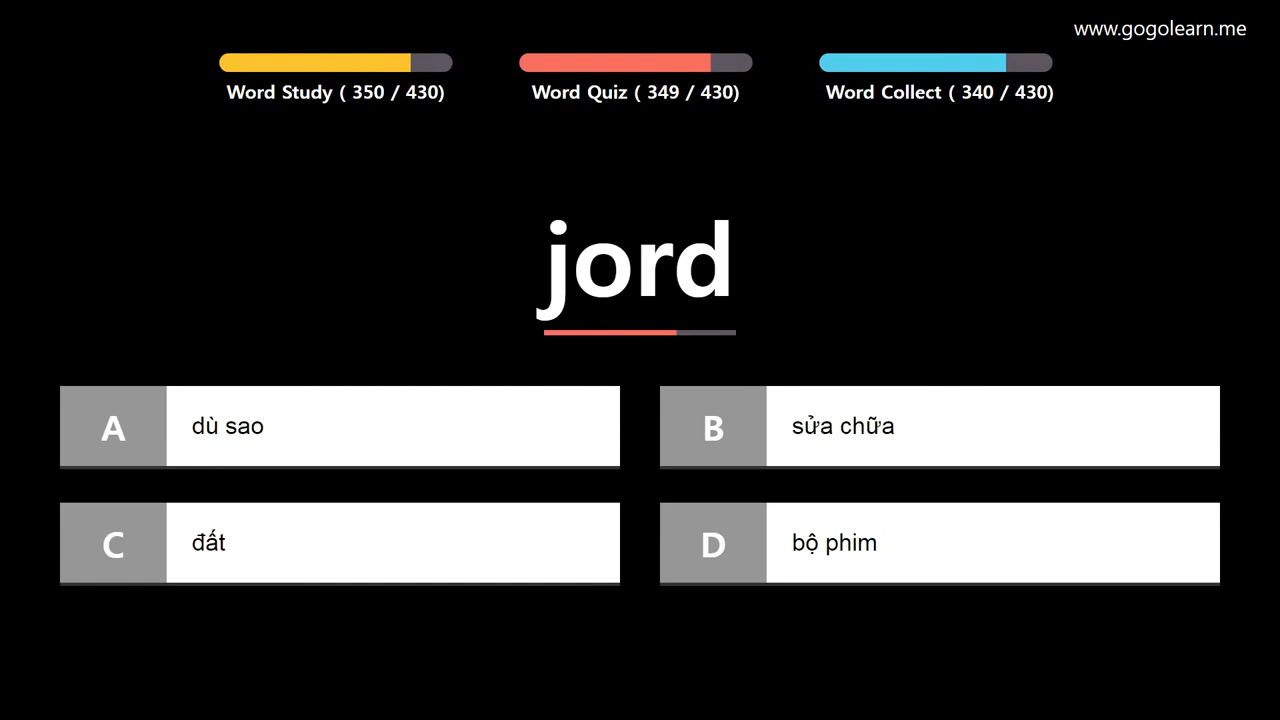 www.gogolearn.me
Word Study ( 350 / 430)
Word Quiz ( 349 / 430)
Word Collect ( 340 / 430)
jord
A dù sao
B sửa chữa
C đất
D bộ phim